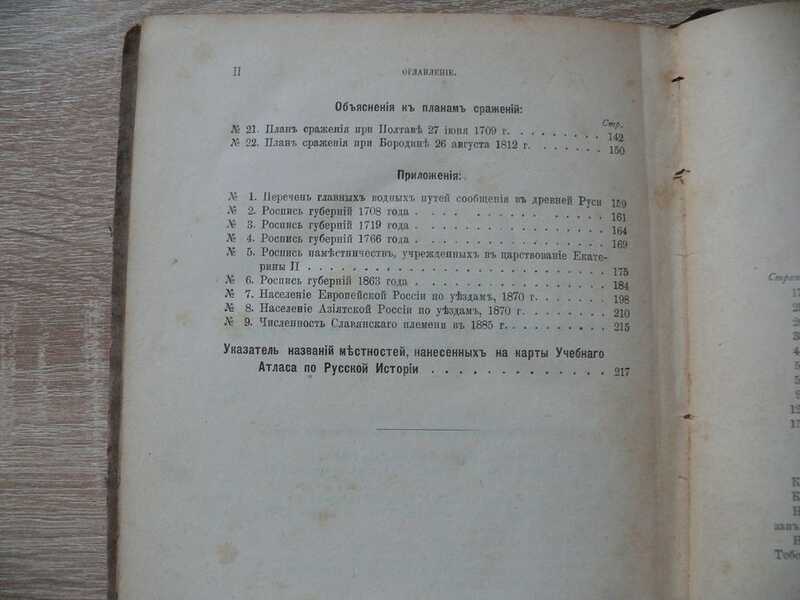 II
ОГЛАВЛЕНІЕ.
Объясненія къ планамъ сраженій:
Стр.
№ 21. Планъ сраженія при Полтавѣ 27 іюня 1709 г. . . . . . . . 142
№ 22. Планъ сраженія при Бородинѣ 26 августа 1812 г. . . . . . . 150
Приложенія:
№ 1. Перечень главныхъ водныхъ путей сообщенія въ древней Руси 159
№ 2. Роспись губерній 1708 года . . . . . . . . . . . . . 161
№ 3. Роспись губерній 1719 года . . . . . . . . . . . . . 164
№ 4. Роспись губерній 1766 года . . . . . . . . . . . . . 169
№ 5. Роспись намѣстничествъ, учрежденныхъ въ царствованіе Екате-
рины II . . . . . . . . . . . . . . . . . . . . . 175
№ 6. Роспись губерній 1863 года . . . . . . . . . . . . . 184
№ 7. Населеніе Европейской Россіи по уѣздамъ, 1870 г. . . . . . . 198
№ 8. Населеніе Азіятской Россіи по уѣздамъ, 1870 г. . . . . . . . 210
№ 9. Численность Славянскаго племени въ 1885 г. . . . . . . . . 215
Указатель названій мѣстностей, нанесенныхъ на карты Учебнаго
Атласа по Русской Исторіи . . . . . . . . . . . . . 217